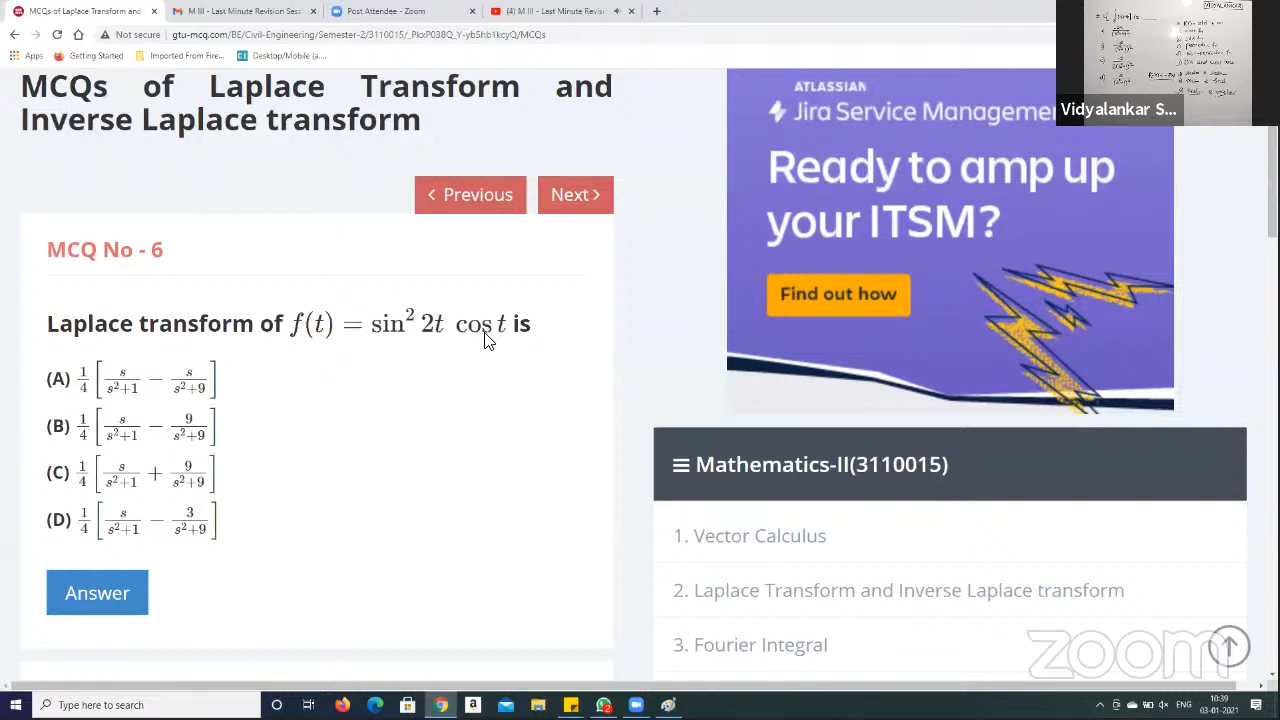 MCQs of Laplace Transform and
M III - Last Minute Revision Sess
Post Attendee - Zoom
(4) M III - Last Minute Revis
Not secure | gtu-mcq.com/BE/Civil-Engineering/Semester-2/3110015/_PkbR038Q_Y-ybShb1kcyQ/MCQs
Apps
Getting Started
Imported From Fire...
Desktop/Mobile (a...
MCQs of Laplace Transform and
Inverse Laplace transform
Previous
Next
MCQ No - 6
Laplace transform of f(t) = sin² 2t cos t is
(A) 1/4 [ s/(s²+1) − s/(s²+9) ]
(B) 1/4 [ s/(s²+1) − 9/(s²+9) ]
(C) 1/4 [ s/(s²+1) + 9/(s²+9) ]
(D) 1/4 [ s/(s²+1) − 3/(s²+9) ]
Answer
ATLASSIAN
Jira Service Managemen
Ready to amp up
your ITSM?
Find out how
Vidyalankar S...
Mathematics-II(3110015)
1. Vector Calculus
2. Laplace Transform and Inverse Laplace transform
3. Fourier Integral
zoom
Type here to search
ENG
10:39
03-01-2021